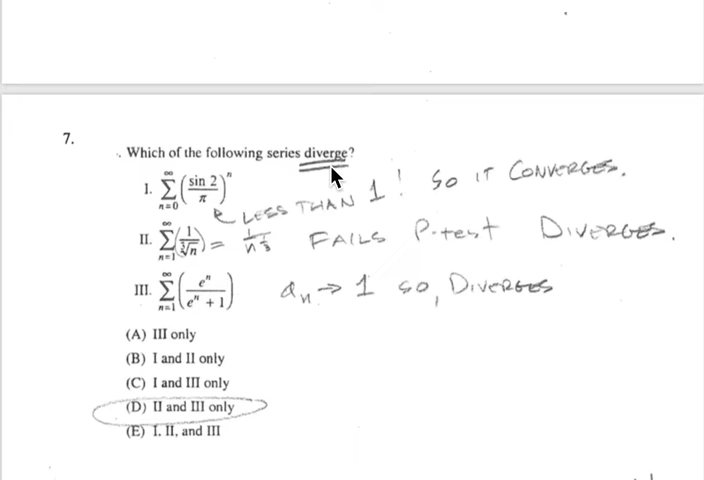 7.
. Which of the following series diverge?
I. ∞ Σ n=0 (sin 2 / π)^n
LESS THAN 1! SO IT CONVERGES.
II. ∞ Σ n=1 (1/∛n) = 1/n^(1/3) FAILS P-test DIVERGES.
III. ∞ Σ n=1 (e^n / e^n + 1) a_n → 1 so, DIVERGES
(A) III only
(B) I and II only
(C) I and III only
(D) II and III only
(E) I. II, and III